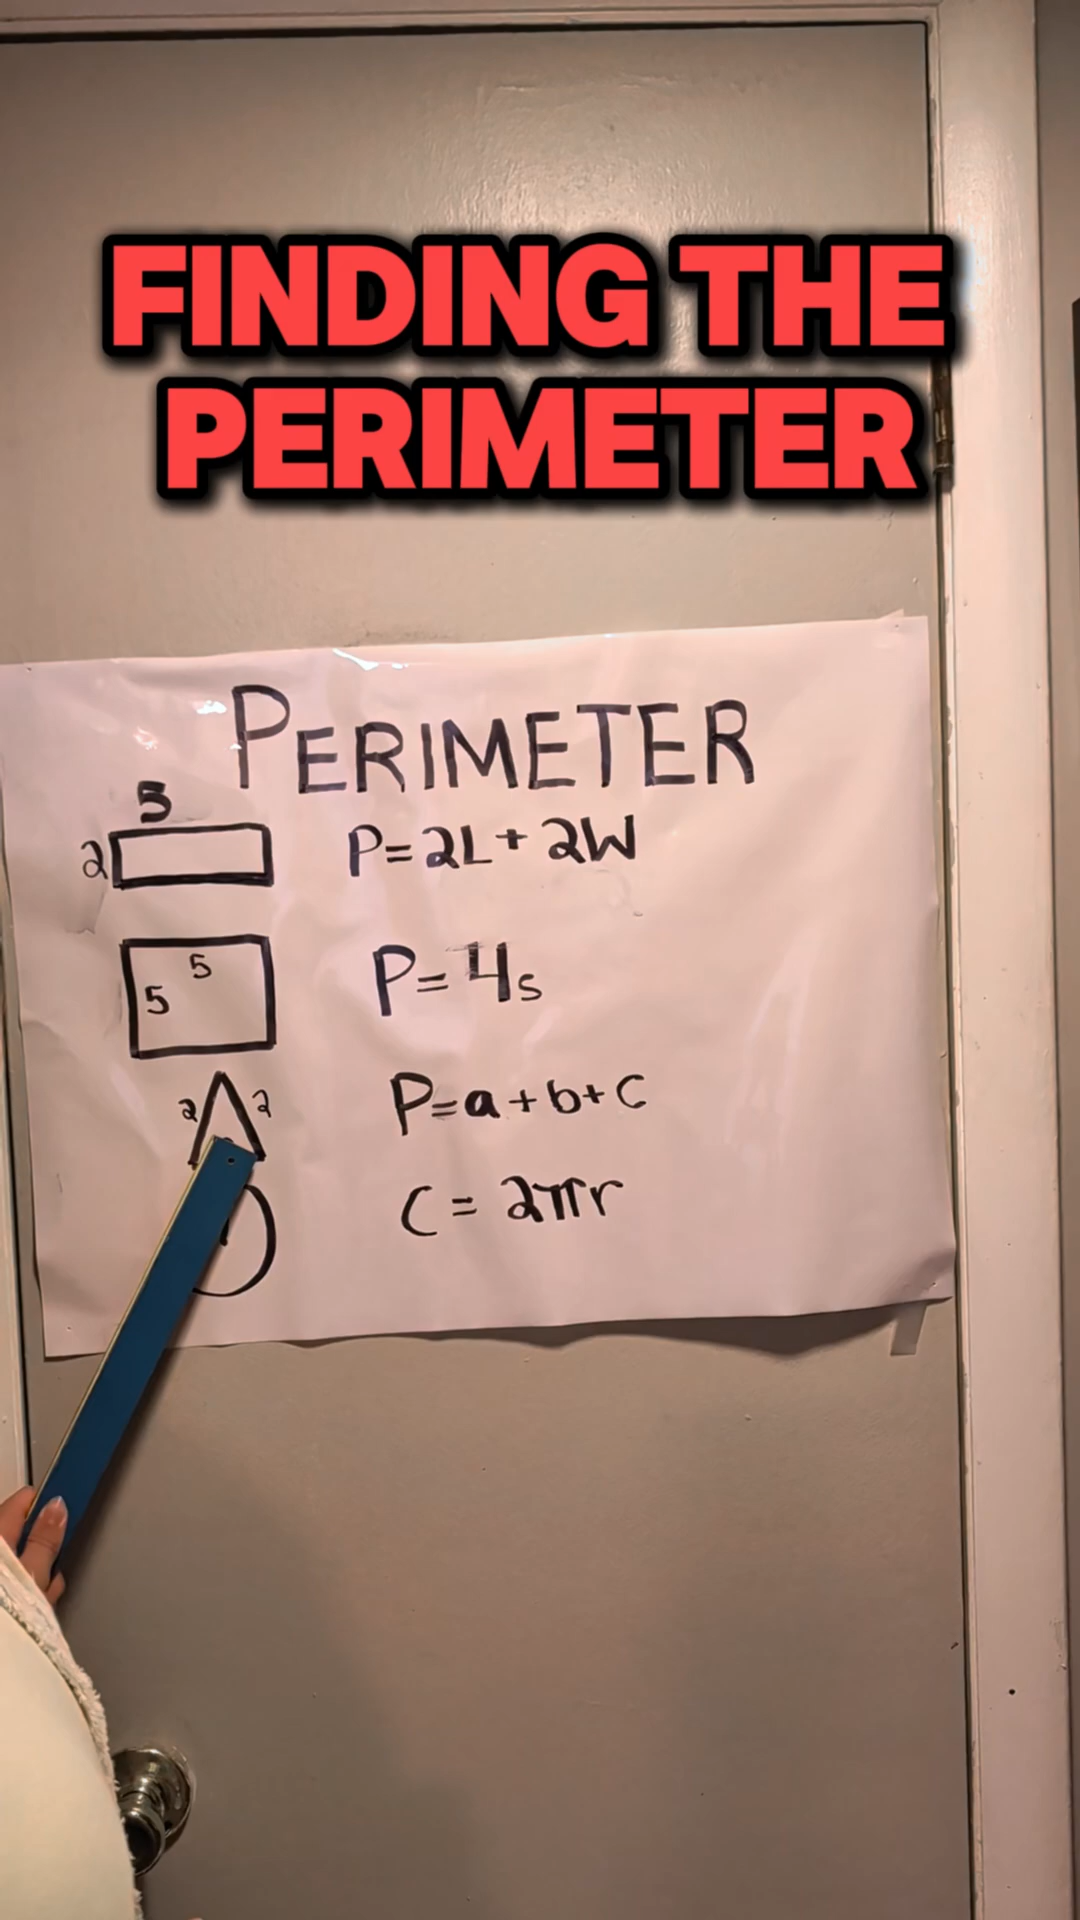 FINDING THE
PERIMETER
PERIMETER
5
2
P=2L+2W
5
5
P=4s
2 2
P=a+b+c
C=2πr